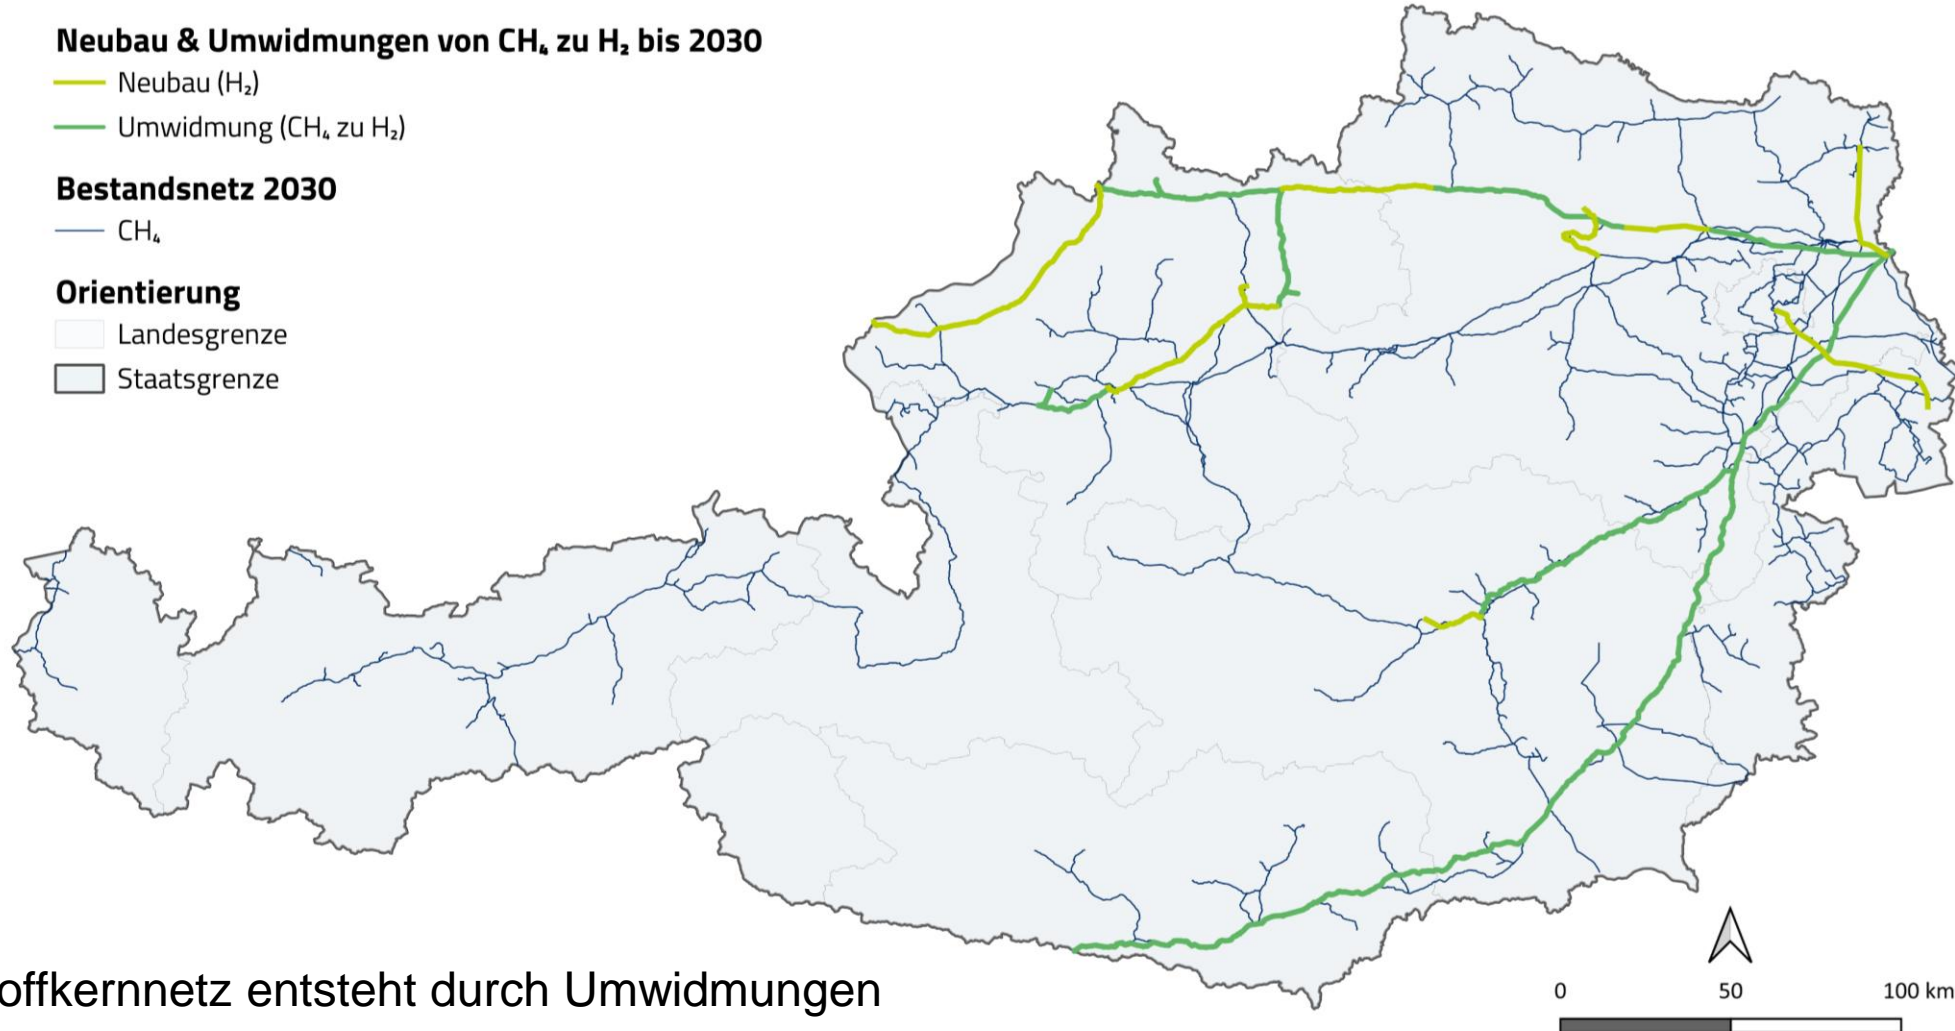 Neubau & Umwidmungen von CH₄ zu H₂ bis 2030
Neubau (H₂)
Umwidmung (CH₄ zu H₂)
Bestandsnetz 2030
CH₄
Orientierung
Landesgrenze
Staatsgrenze
offkernnetz entsteht durch Umwidmungen
0 50 100 km